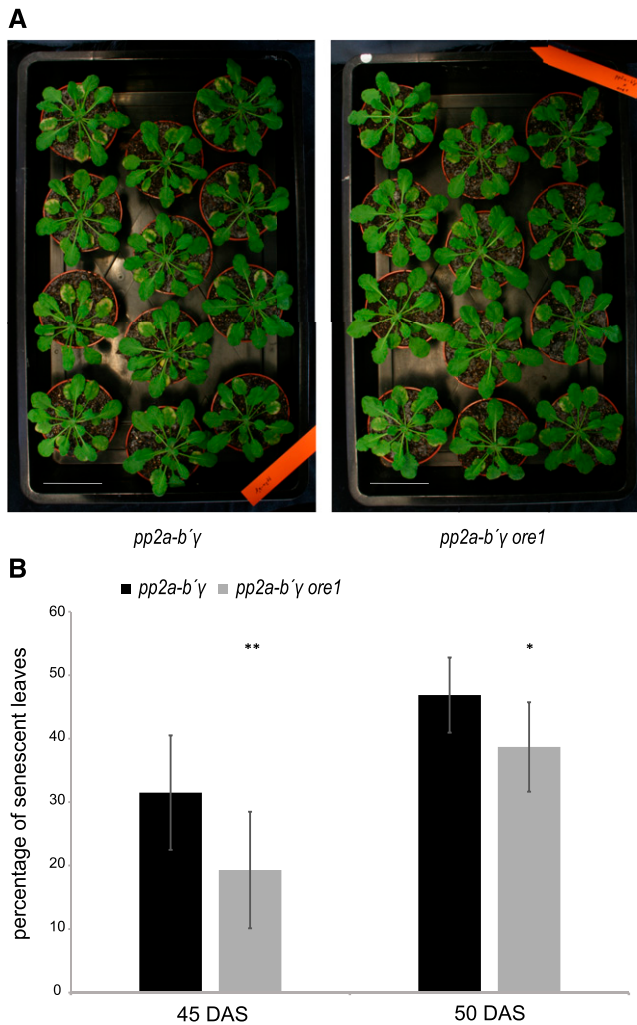 A
pp2a-b´γ
pp2a-b´γ ore1
B
pp2a-b´γ pp2a-b´γ ore1
60
50
40
30
20
10
0
percentage of senescent leaves
** *
45 DAS 50 DAS